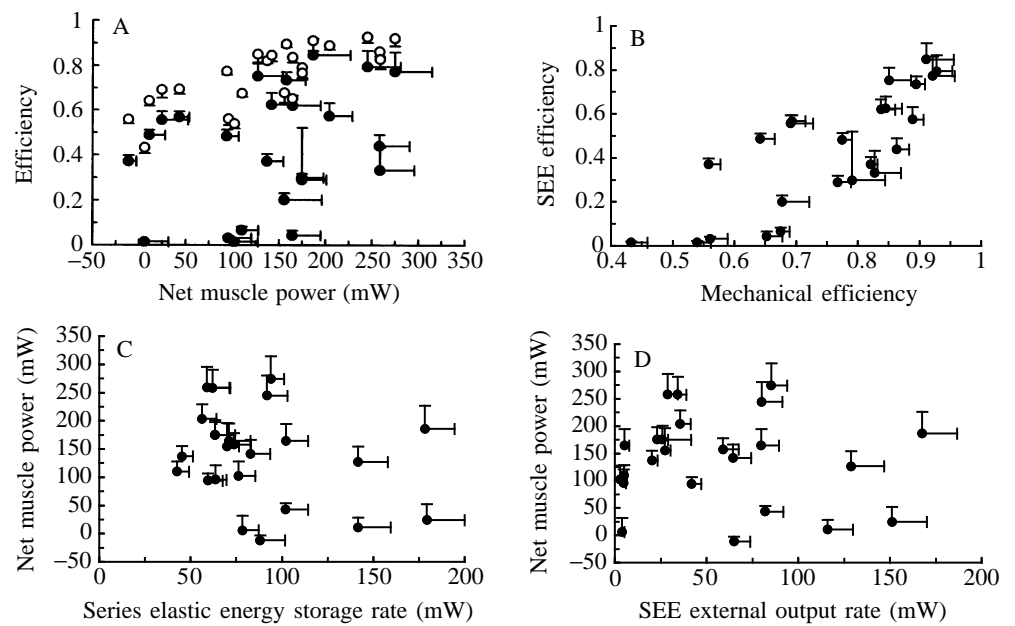 A
Efficiency
1
0.8
0.6
0.4
0.2
0
−50 0 50 100 150 200 250 300 350
Net muscle power (mW)
B
SEE efficiency
1
0.8
0.6
0.4
0.2
0
0.4 0.5 0.6 0.7 0.8 0.9 1
Mechanical efficiency
C
Net muscle power (mW)
350
300
250
200
150
100
50
0
−50
0 50 100 150 200
Series elastic energy storage rate (mW)
D
Net muscle power (mW)
350
300
250
200
150
100
50
0
−50
0 50 100 150 200
SEE external output rate (mW)